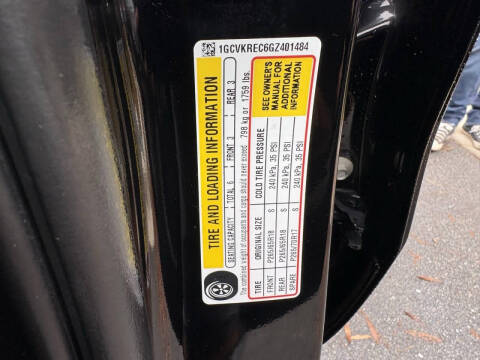 1GCVKREC6GZ401484
TIRE AND LOADING INFORMATION
SEATING CAPACITY TOTAL 6 FRONT 3 REAR 3
The combined weight of occupants and cargo should never exceed 798 kg or 1759 lbs.
TIRE ORIGINAL SIZE COLD TIRE PRESSURE
FRONT P265/65R18 S 240 kPa, 35 PSI
REAR P265/65R18 S 240 kPa, 35 PSI
SPARE P265/70R17 S 240 kPa, 35 PSI
SEE OWNER'S
MANUAL FOR
ADDITIONAL
INFORMATION